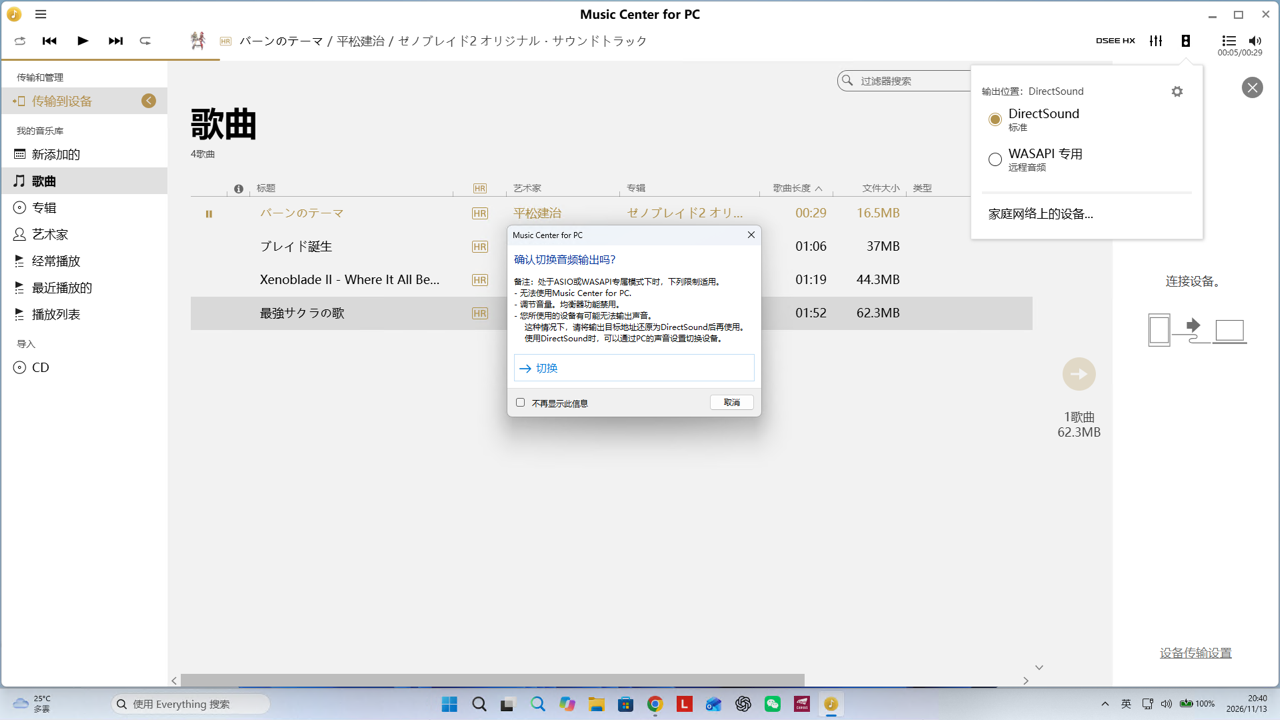 Music Center for PC
HR バーンのテーマ / 平松建治 / ゼノブレイド2 オリジナル・サウンドトラック
DSEE HX
00:05/00:29
传输和管理
传输到设备
我的音乐库
新添加的
歌曲
专辑
艺术家
经常播放
最近播放的
播放列表
导入
CD
过滤器搜索
歌曲
4歌曲
标题 HR 艺术家 专辑 歌曲长度 文件大小 类型
バーンのテーマ HR 平松建治 ゼノブレイド2 オリ... 00:29 16.5MB
ブレイド誕生 HR 01:06 37MB
Xenoblade II - Where It All Be... HR 01:19 44.3MB
最強サクラの歌 HR 01:52 62.3MB
Music Center for PC
确认切换音频输出吗?
备注:处于ASIO或WASAPI专属模式下时,下列限制适用。
- 无法使用Music Center for PC.
- 调节音量。均衡器功能禁用。
- 您所使用的设备有可能无法输出声音。
这种情况下,请将输出目标地址还原为DirectSound后再使用。
使用DirectSound时,可以通过PC的声音设置切换设备。
切换
不再显示此信息
取消
输出位置:DirectSound
DirectSound
标准
WASAPI 专用
远程音频
家庭网络上的设备...
连接设备。
1歌曲
62.3MB
设备传输设置
25°C
多雾
使用 Everything 搜索
英
100%
20:40
2026/11/13